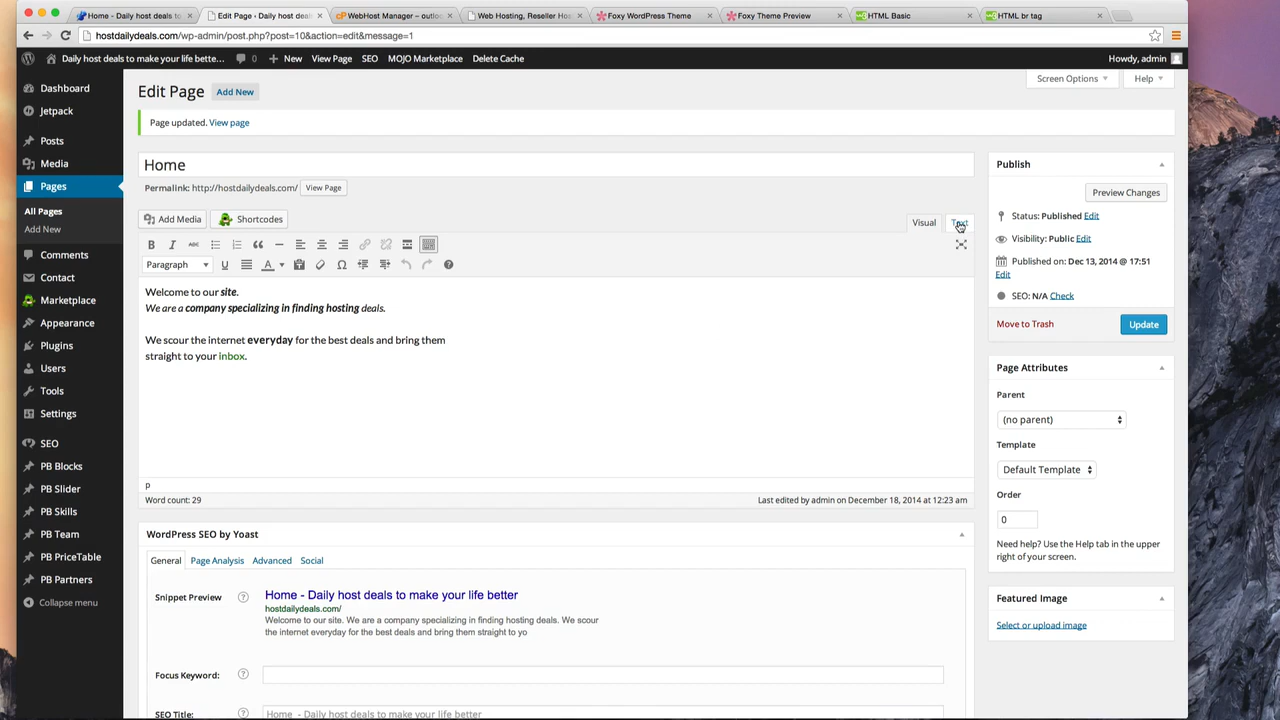 Home - Daily host deals to
Edit Page ‹ Daily host deal
WebHost Manager – outloc
Web Hosting, Reseller Hos
Foxy WordPress Theme
Foxy Theme Preview
HTML Basic
HTML br tag
hostdailydeals.com/wp-admin/post.php?post=10&action=edit&message=1
Daily host deals to make your life bette... 0 New View Page SEO MOJO Marketplace Delete Cache Howdy, admin
Screen Options Help
Dashboard
Jetpack
Posts
Media
Pages
All Pages
Add New
Comments
Contact
Marketplace
Appearance
Plugins
Users
Tools
Settings
SEO
PB Blocks
PB Slider
PB Skills
PB Team
PB PriceTable
PB Partners
Collapse menu
Edit Page Add New
Page updated. View page
Home
Permalink: http://hostdailydeals.com/ View Page
Add Media Shortcodes
Visual Text
B I ABC
Paragraph U A Ω
Welcome to our site.
We are a company specializing in finding hosting deals.
We scour the internet everyday for the best deals and bring them
straight to your inbox.
p
Word count: 29 Last edited by admin on December 18, 2014 at 12:23 am
WordPress SEO by Yoast
General Page Analysis Advanced Social
Snippet Preview ?
Home - Daily host deals to make your life better
hostdailydeals.com/
Welcome to our site. We are a company specializing in finding hosting deals. We scour
the internet everyday for the best deals and bring them straight to yo
Focus Keyword: ?
SEO Title: ? Home - Daily host deals to make your life better
Publish
Preview Changes
Status: Published Edit
Visibility: Public Edit
Published on: Dec 13, 2014 @ 17:51
Edit
SEO: N/A Check
Move to Trash Update
Page Attributes
Parent
(no parent)
Template
Default Template
Order
0
Need help? Use the Help tab in the upper
right of your screen.
Featured Image
Select or upload image